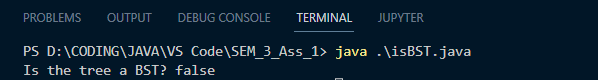 PROBLEMS OUTPUT DEBUG CONSOLE TERMINAL JUPYTER
PS D:\CODING\JAVA\VS Code\SEM_3_Ass_1> java .\isBST.java
Is the tree a BST? false